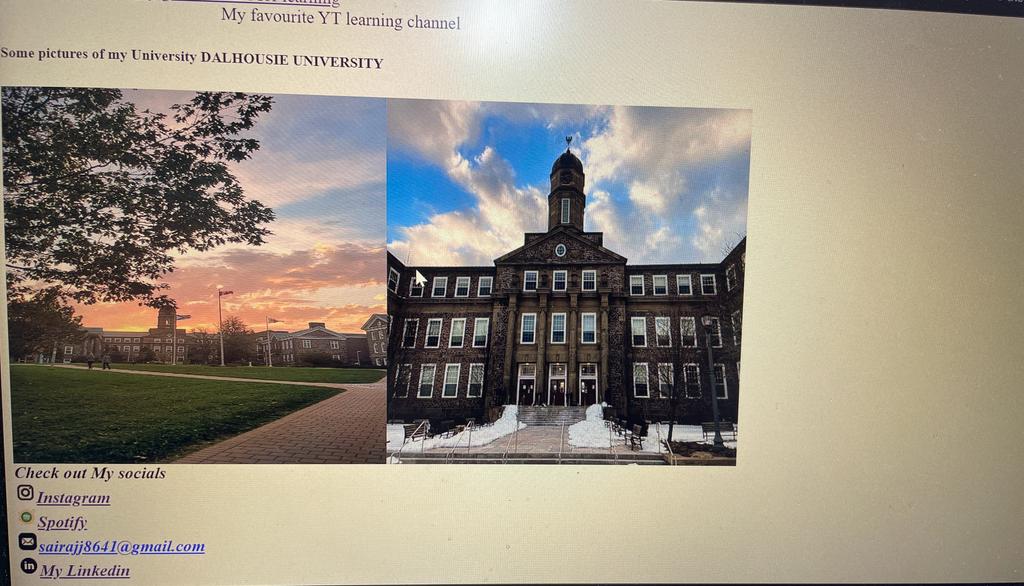 My favourite YT learning channel
Some pictures of my University DALHOUSIE UNIVERSITY
Check out My socials
Instagram
Spotify
sairajj8641@gmail.com
My Linkedin